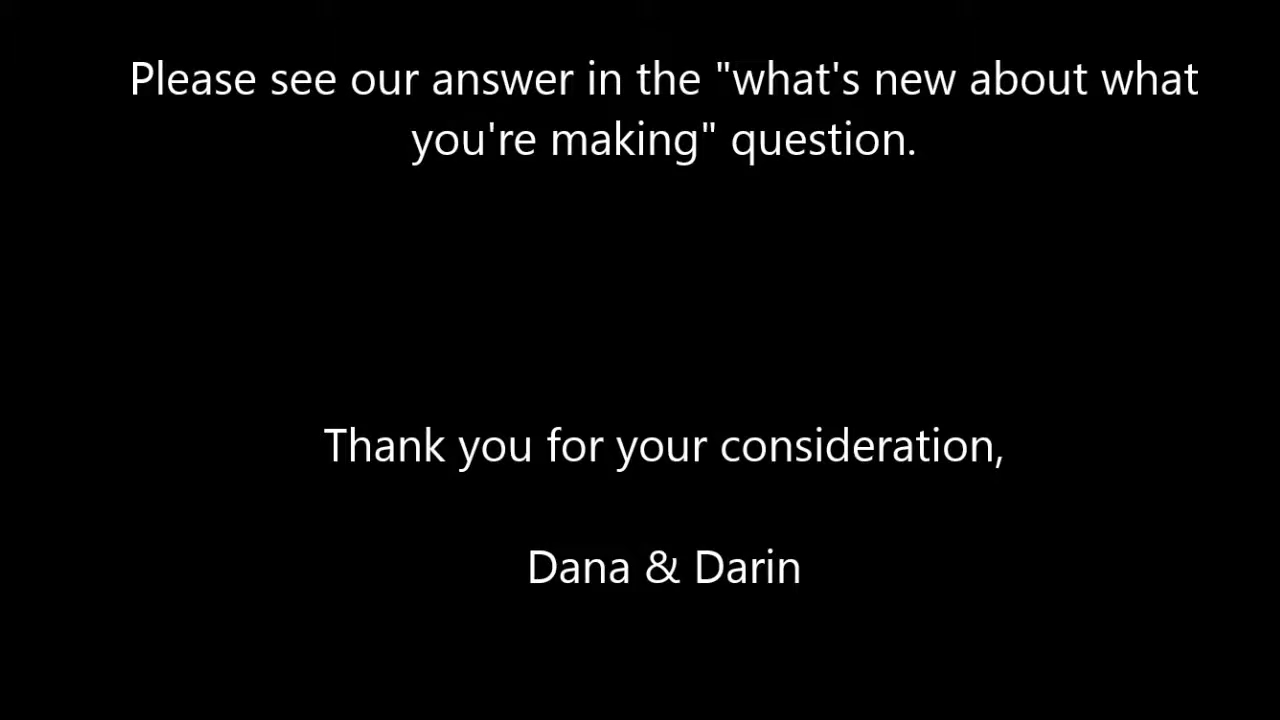 Please see our answer in the "what's new about what
you're making" question.
Thank you for your consideration,
Dana & Darin